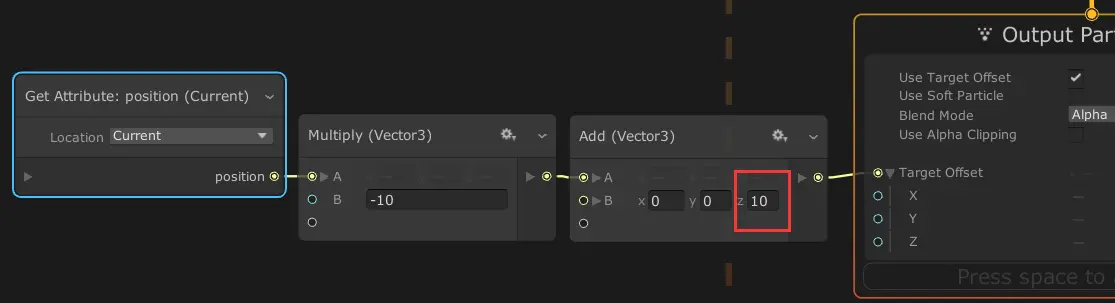 Get Attribute: position (Current)
Location Current
position
Multiply (Vector3)
A
B -10
Add (Vector3)
A
B x 0 y 0 z 10
Output Par
Use Target Offset
Use Soft Particle
Blend Mode Alpha
Use Alpha Clipping
Target Offset
X
Y
Z
Press space to